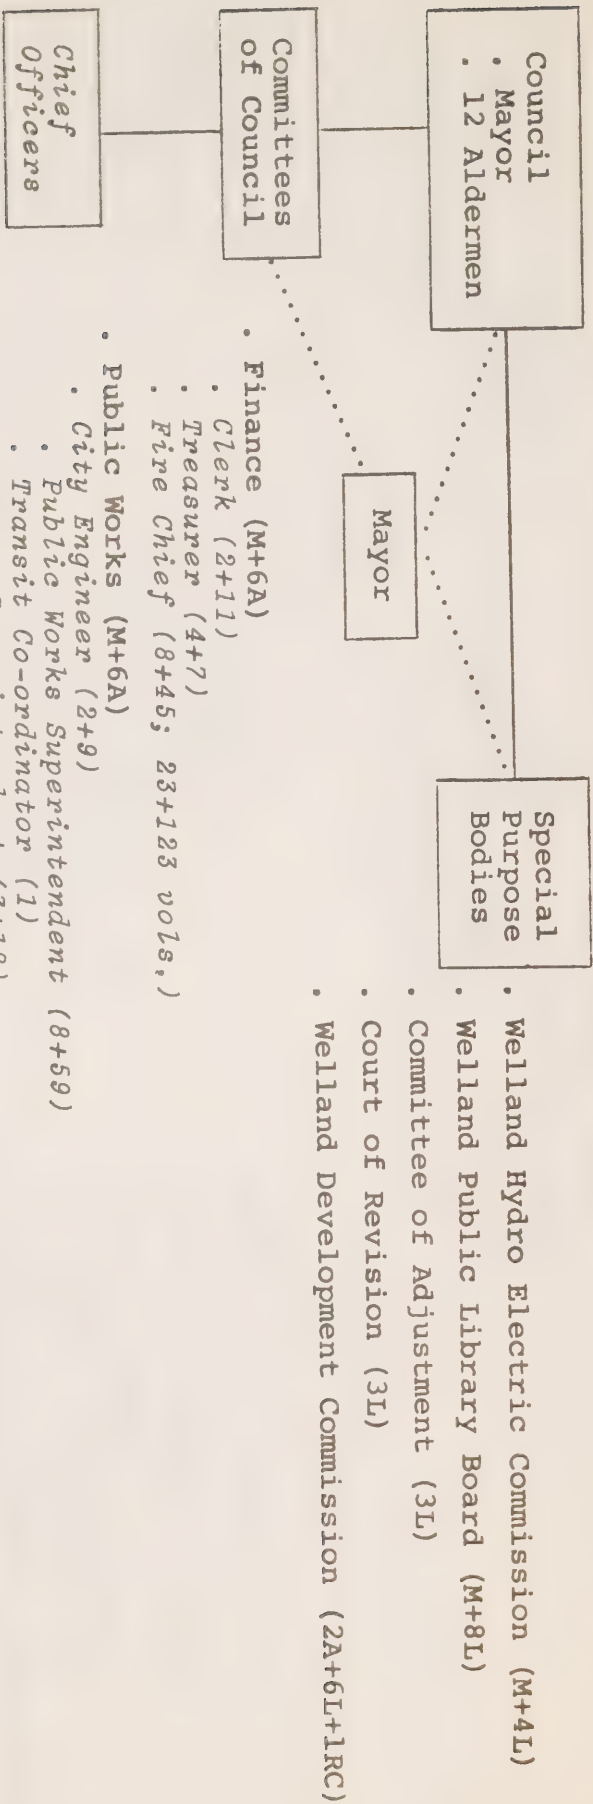 Council
. Mayor
. 12 Aldermen
Special
Purpose
Bodies
. Welland Hydro Electric Commission (M+4L)
. Welland Public Library Board (M+8L)
. Committee of Adjustment (3L)
. Court of Revision (3L)
. Welland Development Commission (2A+6L+1RC)
Mayor
Committees
of Council
. Finance (M+6A)
. Clerk (2+11)
. Treasurer (4+7)
. Fire Chief (8+45; 23+123 vols.)
. Public Works (M+6A)
. City Engineer (2+9)
. Public Works Superintendent (8+59)
. Transit Co-ordinator (1)
Chief
Officers